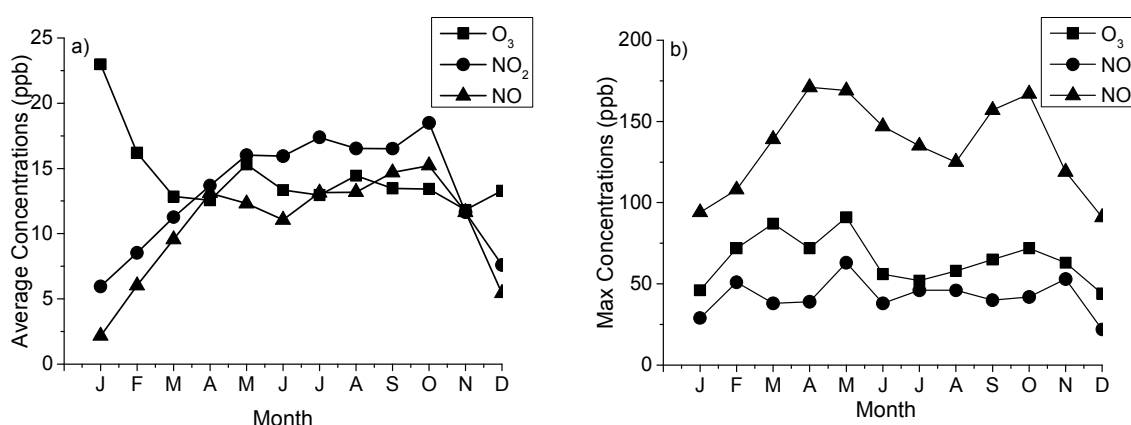 a)
O3
NO2
NO
25
20
15
10
5
0
Average Concentrations (ppb)
J F M A M J J A S O N D
Month
b)
O3
NO
NO
200
150
100
50
0
Max Concentrations (ppb)
J F M A M J J A S O N D
Month